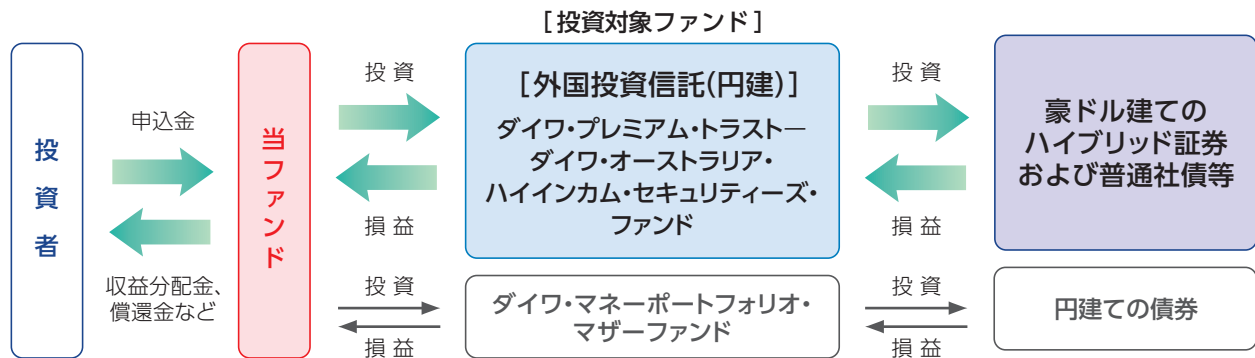 [投資対象ファンド]
投資者
申込金
収益分配金、
償還金など
当ファンド
投資
損益
[外国投資信託(円建)]
ダイワ・プレミアム・トラスト―
ダイワ・オーストラリア・
ハイインカム・セキュリティーズ・
ファンド
投資
損益
豪ドル建ての
ハイブリッド証券
および普通社債等
投資
損益
ダイワ・マネーポートフォリオ・
マザーファンド
投資
損益
円建ての債券